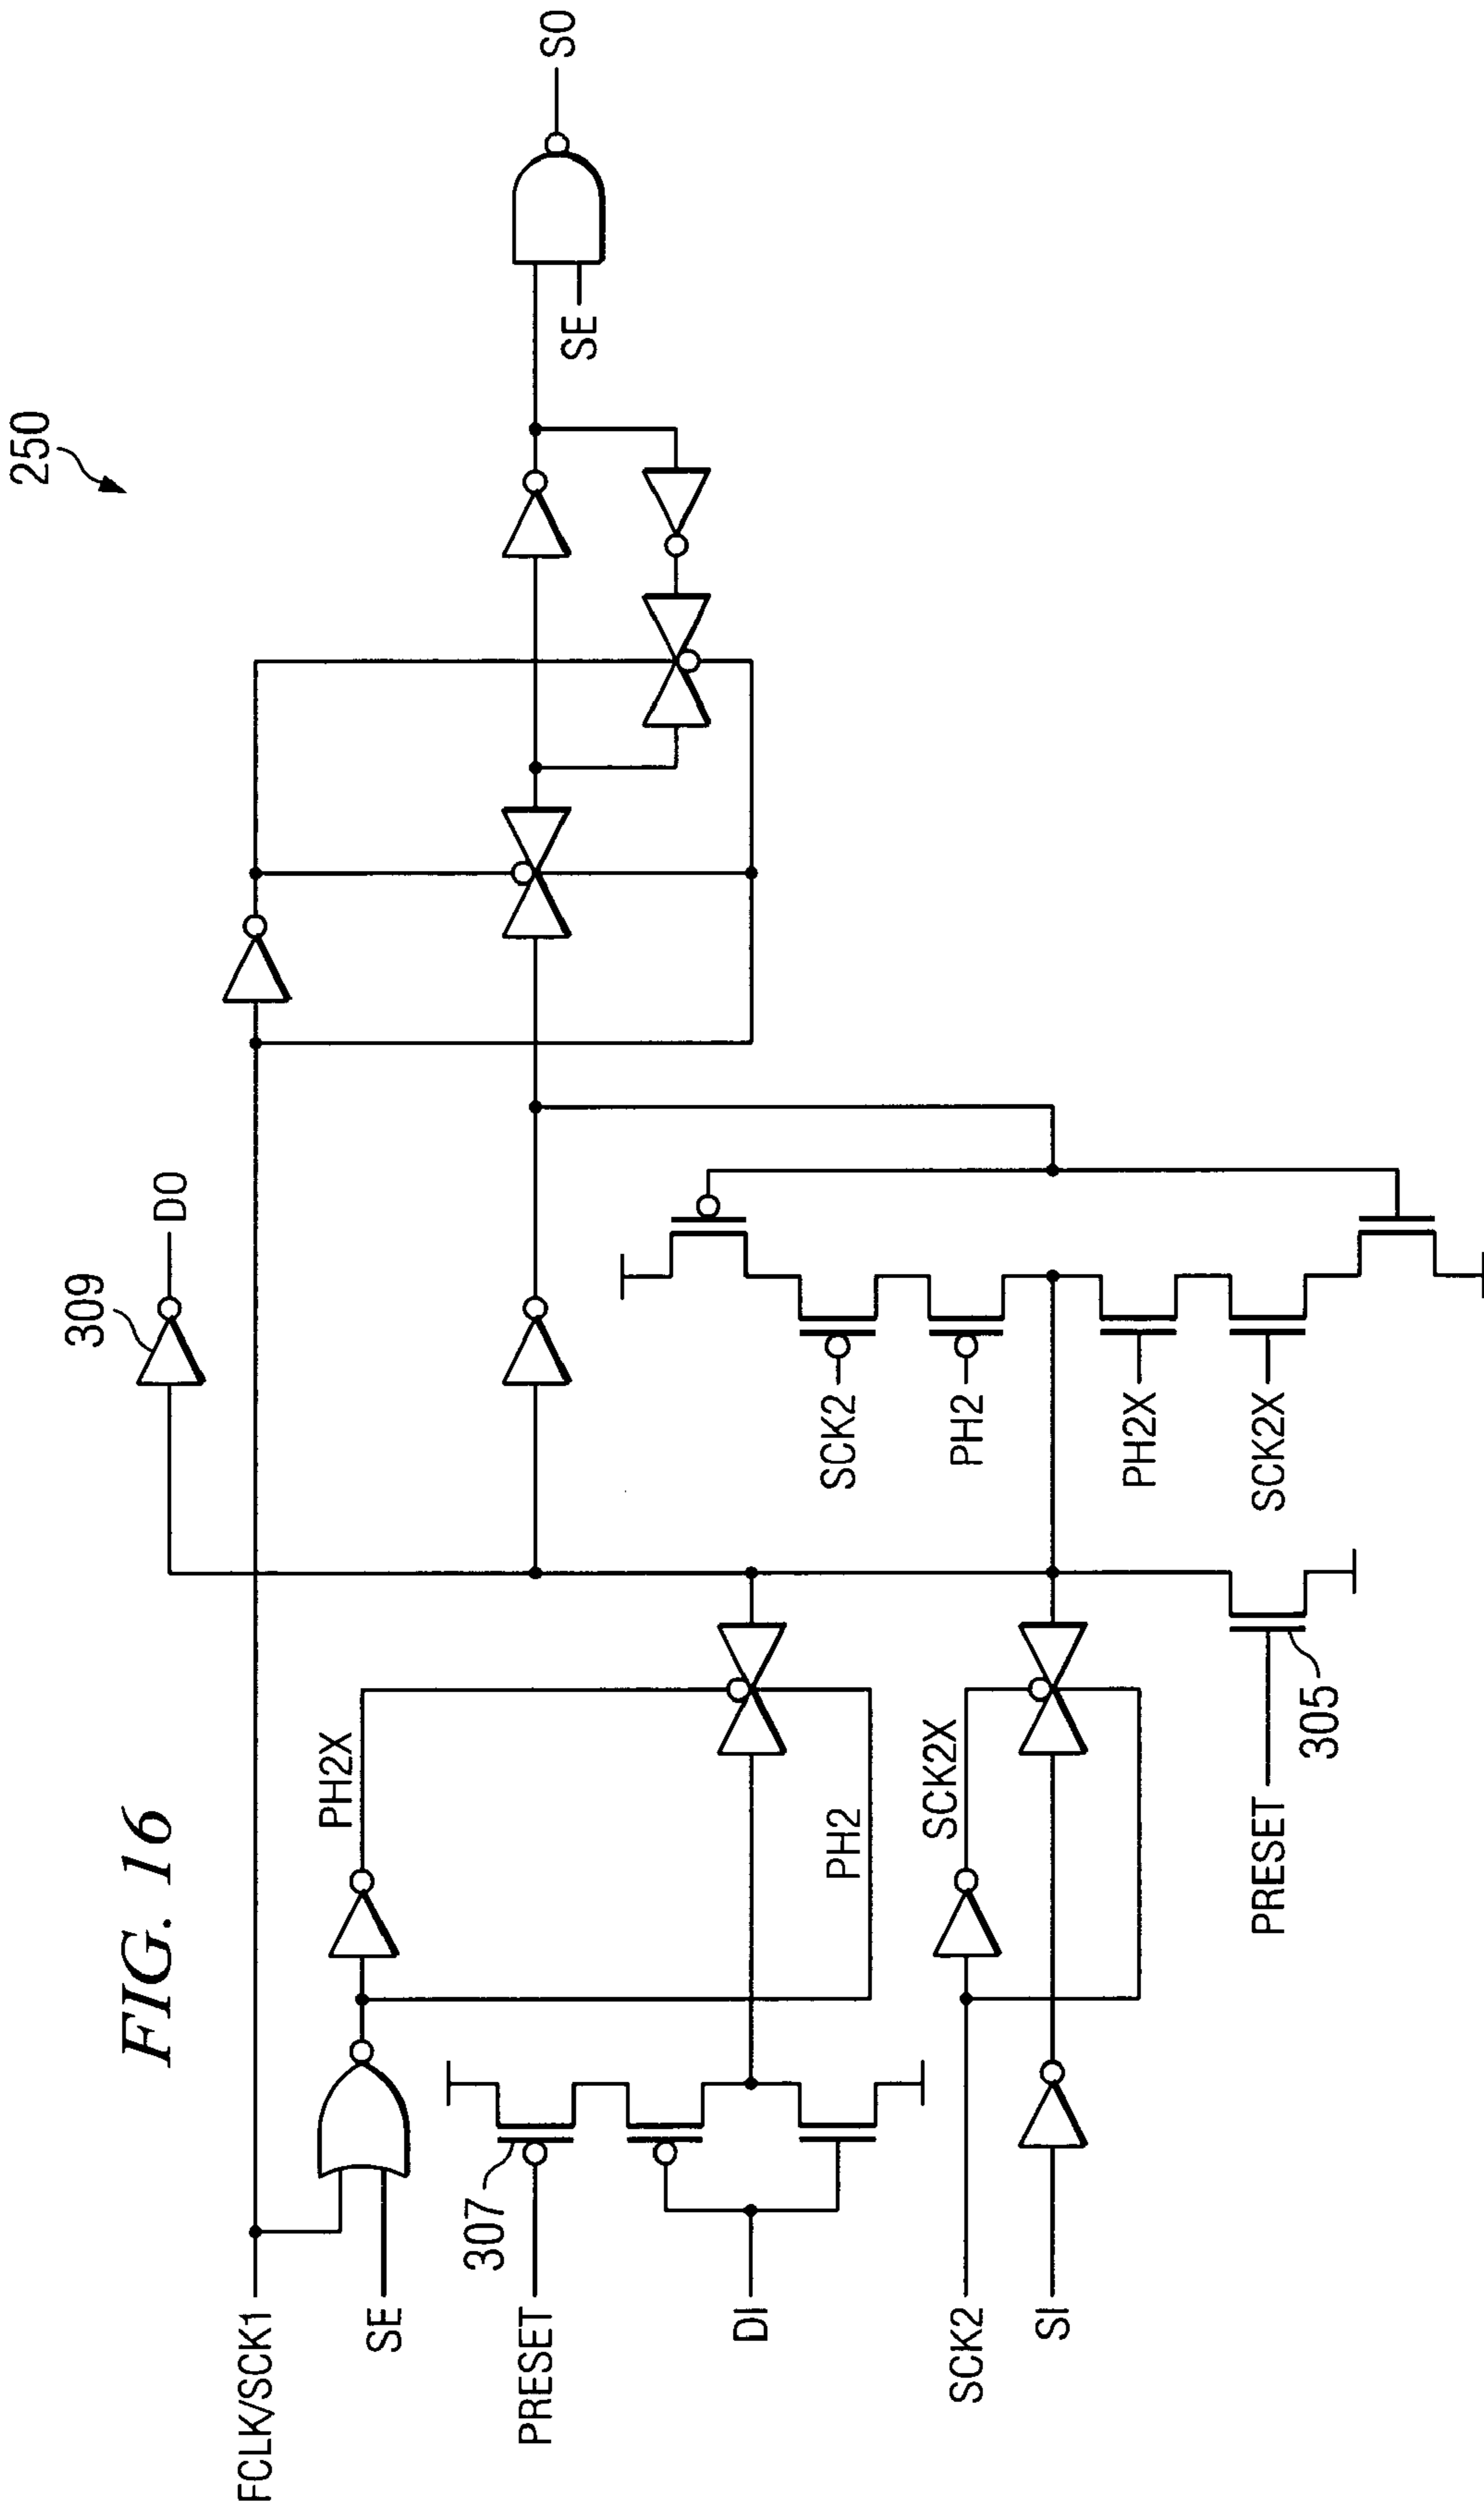 FIG. 16
250
FCLK/SCK1
SE
PRESET
DI
SCK2
SI
307
PH2X
PH2
SCK2X
PRESET
305
309
DO
SCK2
PH2
PH2X
SCK2X
SE
SO